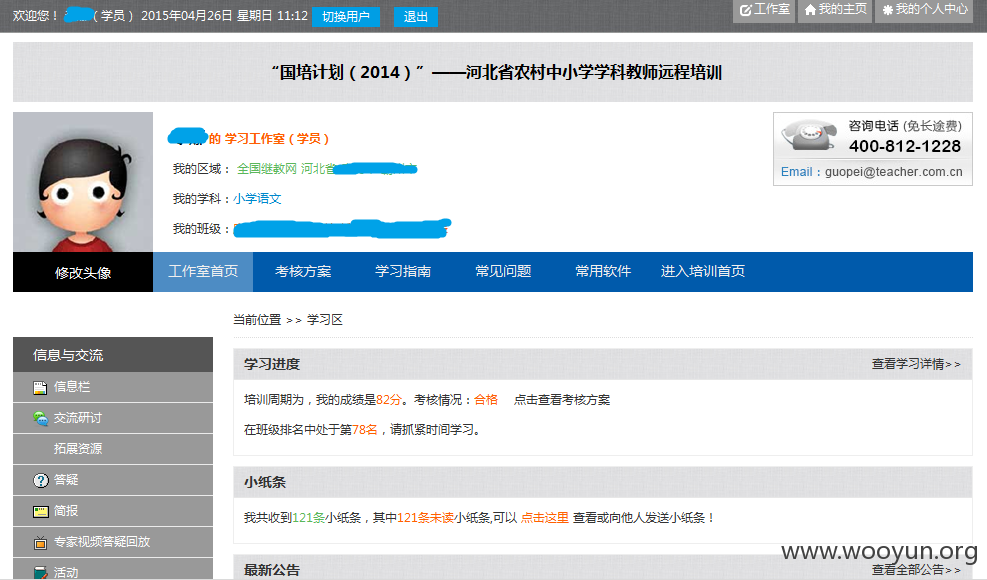 欢迎您！（学员） 2015年04月26日 星期日 11:12 切换用户 退出 工作室 我的主页 我的个人中心
“国培计划（2014）”——河北省农村中小学学科教师远程培训
的 学习工作室（学员）
我的区域： 全国继教网 河北省
我的学科：小学语文
我的班级：
咨询电话 (免长途费)
400-812-1228
Email：guopei@teacher.com.cn
修改头像 工作室首页 考核方案 学习指南 常见问题 常用软件 进入培训首页
当前位置 >> 学习区
信息与交流
信息栏
交流研讨
拓展资源
答疑
简报
专家视频答疑回放
活动
学习进度 查看学习详情>>
培训周期为，我的成绩是82分。考核情况：合格 点击查看考核方案
在班级排名中处于第78名，请抓紧时间学习。
小纸条
我共收到121条小纸条，其中121条未读小纸条,可以 点击这里 查看或向他人发送小纸条！
最新公告 查看全部公告>>
www.wooyun.org